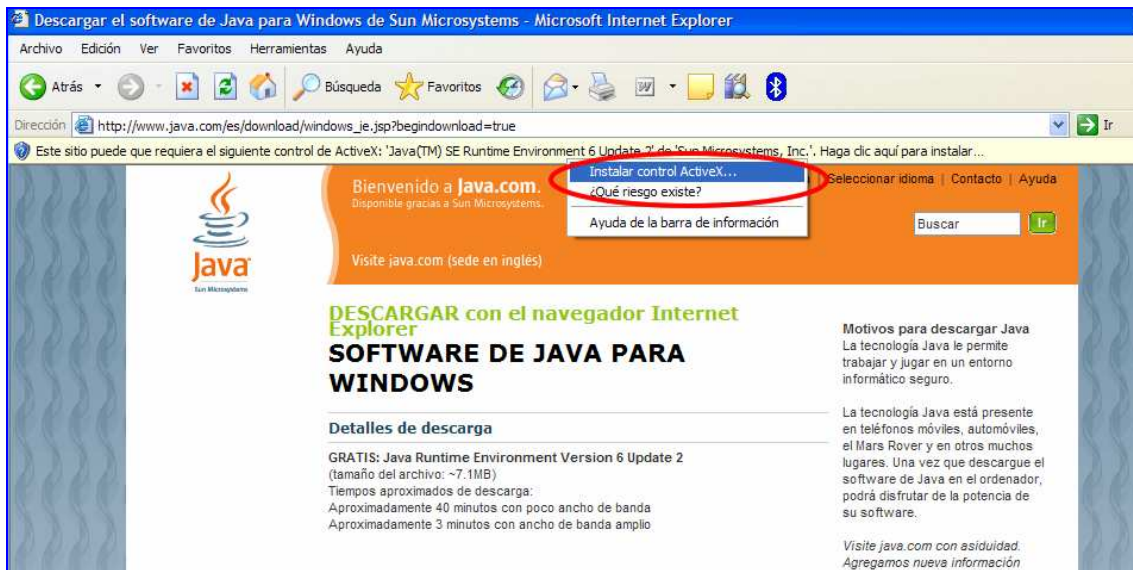 Descargar el software de Java para Windows de Sun Microsystems - Microsoft Internet Explorer
Archivo Edición Ver Favoritos Herramientas Ayuda
Atrás Búsqueda Favoritos
Dirección http://www.java.com/es/download/windows_ie.jsp?begindownload=true Ir
Este sitio puede que requiera el siguiente control de ActiveX: 'Java(TM) SE Runtime Environment 6 Update 2' de 'Sun Microsystems, Inc.'. Haga clic aquí para instalar...
Instalar control ActiveX...
¿Qué riesgo existe?
Ayuda de la barra de información
Bienvenido a Java.com.
Disponible gracias a Sun Microsystems.
Seleccionar idioma | Contacto | Ayuda
Buscar Ir
Java
Sun Microsystems
Visite java.com (sede en inglés)
DESCARGAR con el navegador Internet
Explorer
SOFTWARE DE JAVA PARA
WINDOWS
Detalles de descarga
GRATIS: Java Runtime Environment Version 6 Update 2
(tamaño del archivo: ~7.1MB)
Tiempos aproximados de descarga:
Aproximadamente 40 minutos con poco ancho de banda
Aproximadamente 3 minutos con ancho de banda amplio
Motivos para descargar Java
La tecnología Java le permite
trabajar y jugar en un entorno
informático seguro.
La tecnología Java está presente
en teléfonos móviles, automóviles,
el Mars Rover y en otros muchos
lugares. Una vez que descargue el
software de Java en el ordenador,
podrá disfrutar de la potencia de
su software.
Visite java.com con asiduidad.
Agregamos nueva información